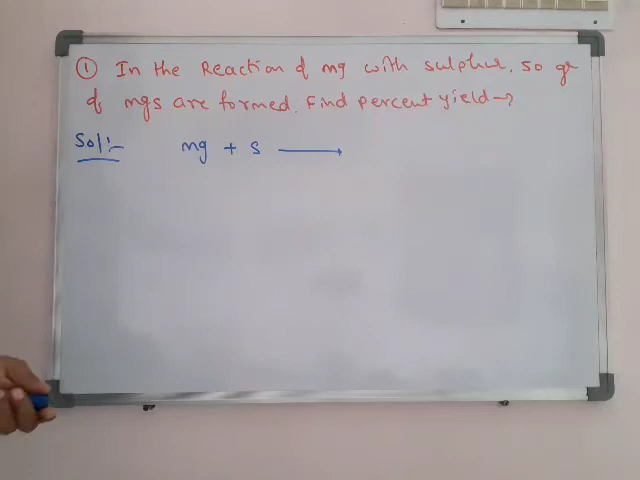 ① In the Reaction of mg with sulphur, 50 gr
of mgs are formed. Find percent yield →
Sol:-
mg + s ⟶